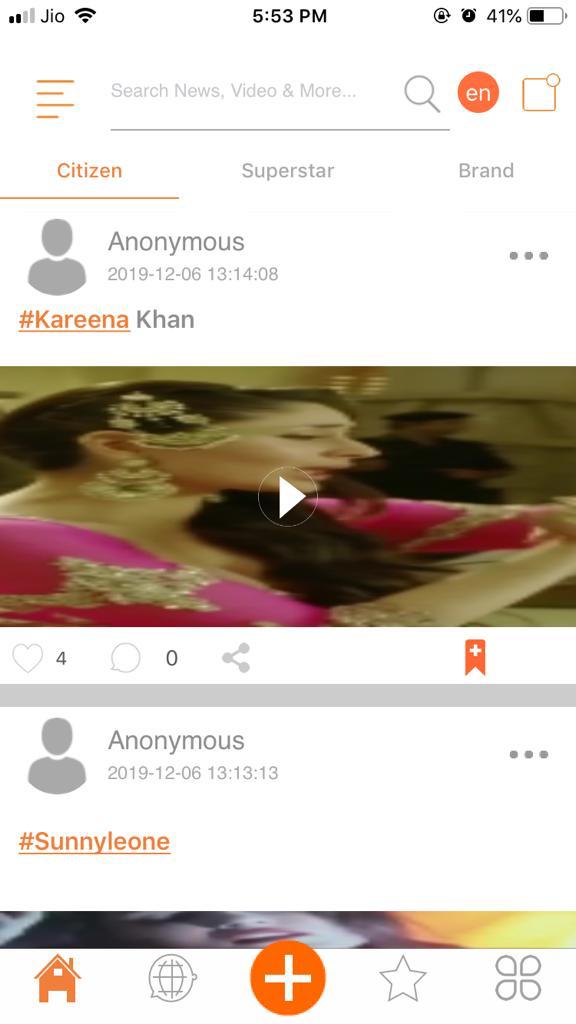 Jio 5:53 PM 41%
Search News, Video & More... en
Citizen Superstar Brand
Anonymous
2019-12-06 13:14:08
#Kareena Khan
4 0
Anonymous
2019-12-06 13:13:13
#Sunnyleone